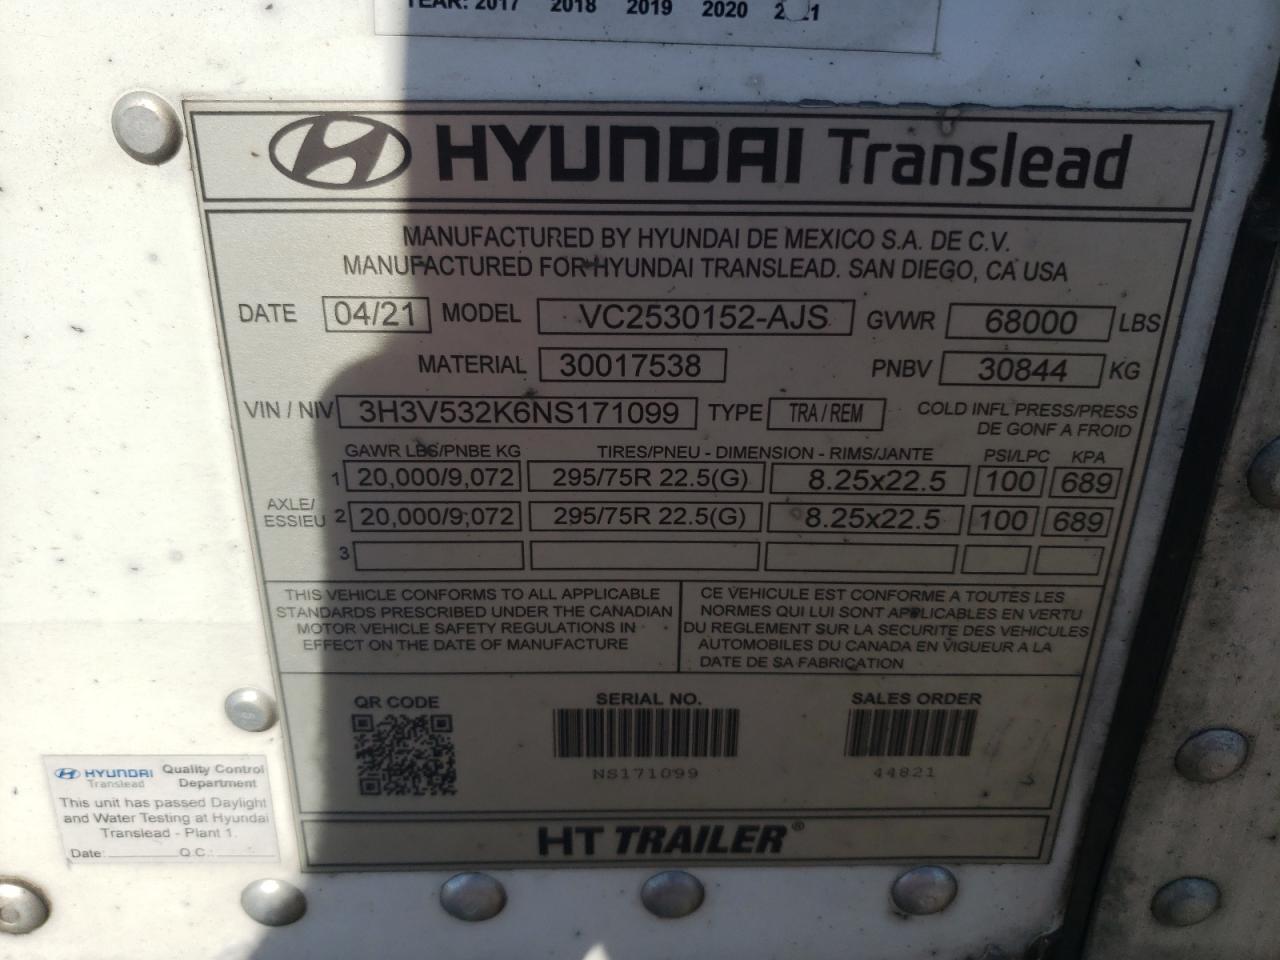 YEAR: 2017 2018 2019 2020
HYUNDAI Translead
MANUFACTURED BY HYUNDAI DE MEXICO S.A. DE C.V.
MANUFACTURED FOR HYUNDAI TRANSLEAD. SAN DIEGO, CA USA
DATE 04/21 MODEL VC2530152-AJS GVWR 68000 LBS
MATERIAL 30017538 PNBV 30844 KG
VIN / NIV 3H3V532K6NS171099 TYPE TRA / REM COLD INFL PRESS/PRESS
DE GONF A FROID
GAWR LBS/PNBE KG TIRES/PNEU - DIMENSION - RIMS/JANTE PSI/LPC KPA
1 20,000/9,072 295/75R 22.5(G) 8.25x22.5 100 689
AXLE/
ESSIEU 2 20,000/9,072 295/75R 22.5(G) 8.25x22.5 100 689
3
THIS VEHICLE CONFORMS TO ALL APPLICABLE
STANDARDS PRESCRIBED UNDER THE CANADIAN
MOTOR VEHICLE SAFETY REGULATIONS IN
EFFECT ON THE DATE OF MANUFACTURE
CE VEHICULE EST CONFORME A TOUTES LES
NORMES QUI LUI SONT APPLICABLES EN VERTU
DU REGLEMENT SUR LA SECURITE DES VEHICULES
AUTOMOBILES DU CANADA EN VIGUEUR A LA
DATE DE SA FABRICATION
QR CODE SERIAL NO. SALES ORDER
NS171099 44821
HT TRAILER®
HYUNDAI Translead Quality Control Department
This unit has passed Daylight
and Water Testing at Hyundai
Translead - Plant 1.
Date: Q.C.: